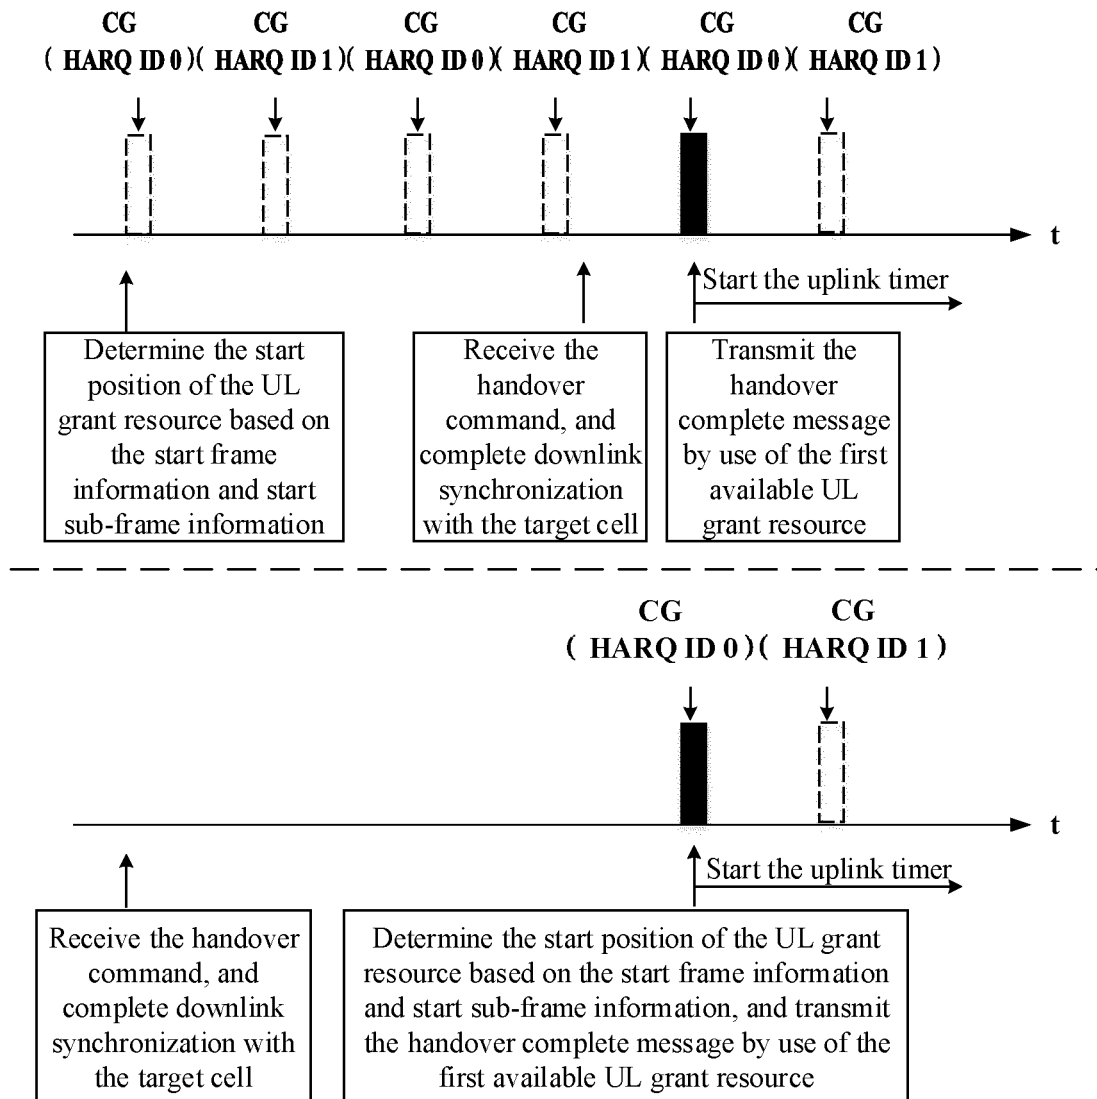 CG CG CG CG CG CG
( HARQ ID 0 )( HARQ ID 1 )( HARQ ID 0 )( HARQ ID 1 )( HARQ ID 0 )( HARQ ID 1 )
t
Start the uplink timer
Determine the start
position of the UL
grant resource based on
the start frame
information and start
sub-frame information
Receive the
handover
command, and
complete downlink
synchronization
with the target cell
Transmit the
handover
complete message
by use of the first
available UL
grant resource
CG CG
( HARQ ID 0 )( HARQ ID 1 )
t
Start the uplink timer
Receive the handover
command, and
complete downlink
synchronization with
the target cell
Determine the start position of the UL grant
resource based on the start frame information
and start sub-frame information, and transmit
the handover complete message by use of the
first available UL grant resource